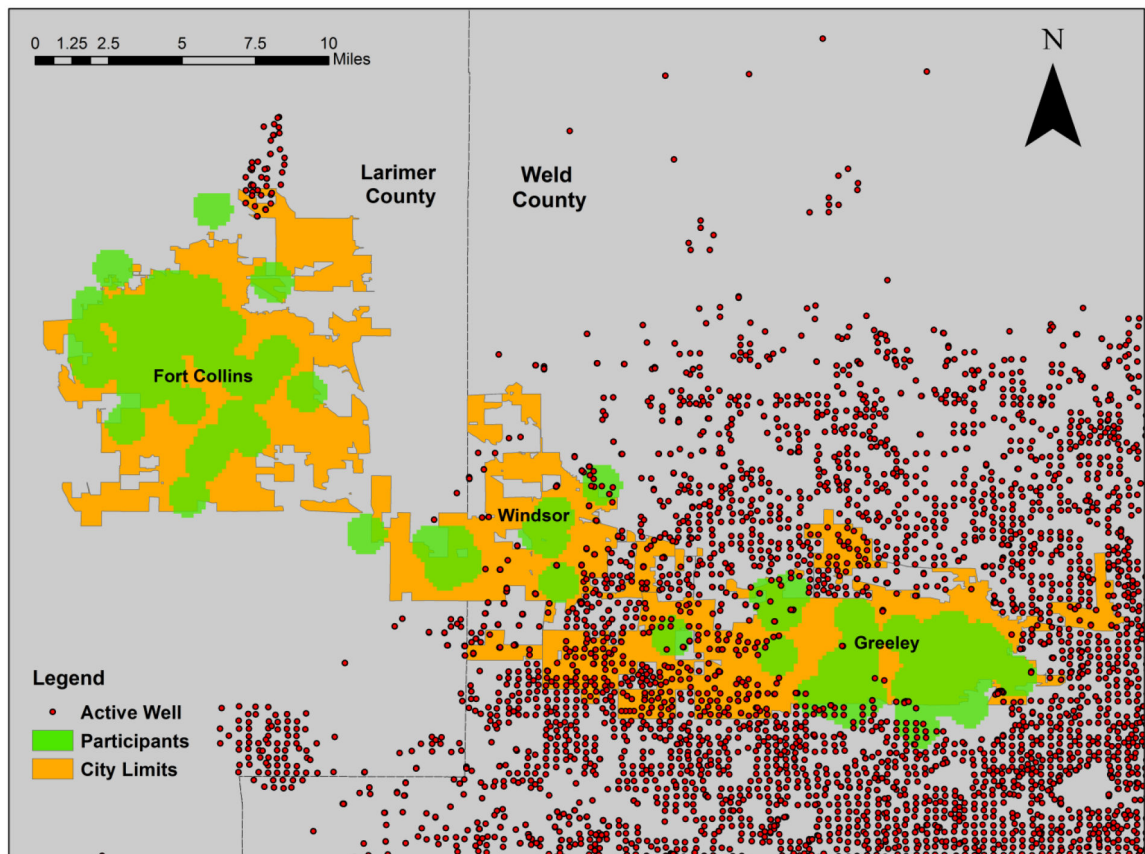 0 1.25 2.5 5 7.5 10
Miles
N
Larimer
County
Weld
County
Fort Collins
Windsor
Greeley
Legend
Active Well
Participants
City Limits